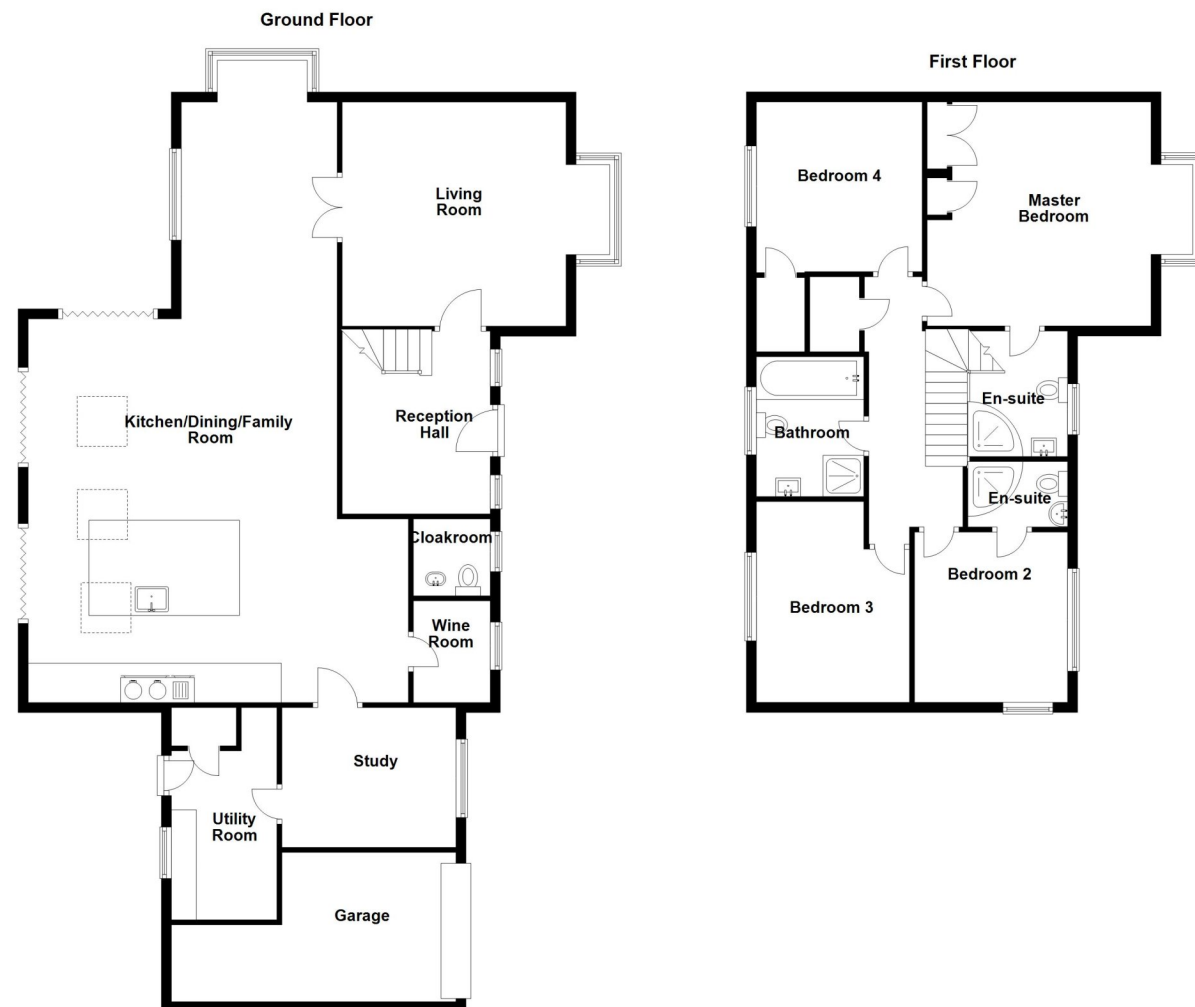 Ground Floor
Living
Room
Kitchen/Dining/Family
Room
Reception
Hall
Cloakroom
Wine
Room
Study
Utility
Room
Garage
First Floor
Bedroom 4
Master
Bedroom
En-suite
Bathroom
En-suite
Bedroom 2
Bedroom 3